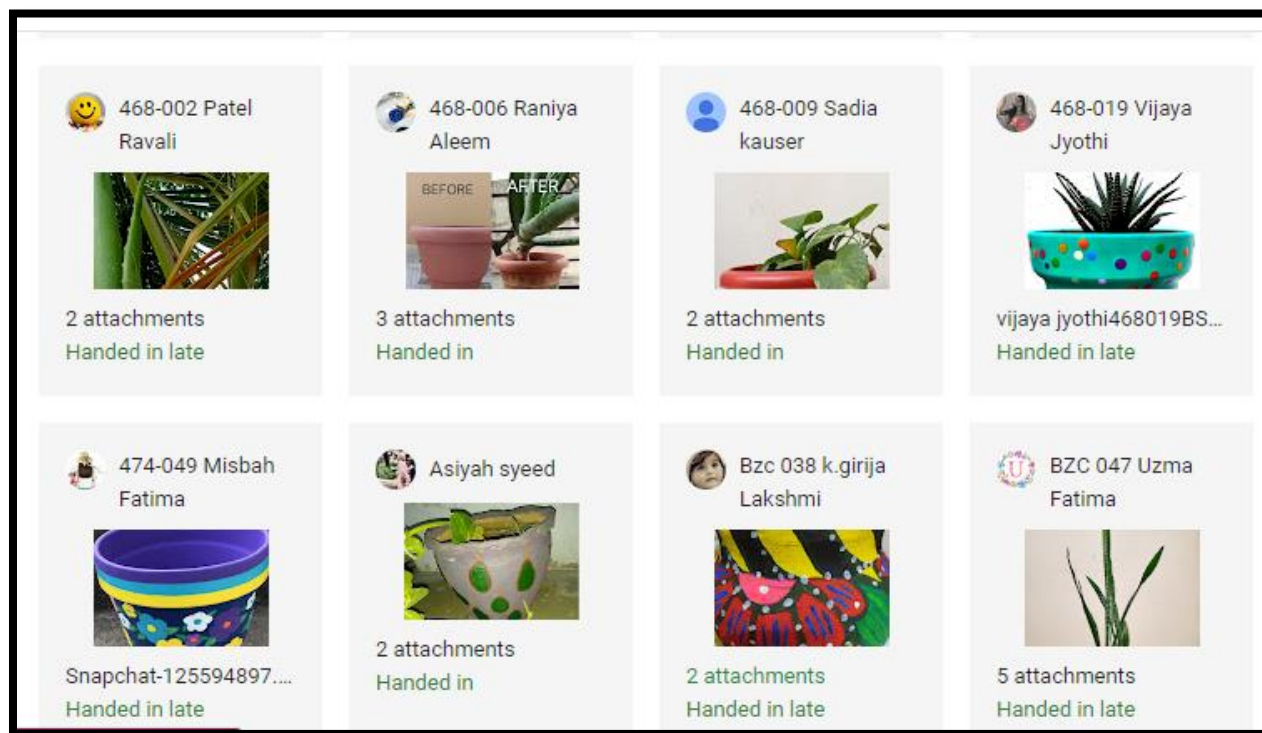 468-002 Patel
Ravali
2 attachments
Handed in late
468-006 Raniya
Aleem
BEFORE AFTER
3 attachments
Handed in
468-009 Sadia
kauser
2 attachments
Handed in
468-019 Vijaya
Jyothi
vijaya jyothi468019BS...
Handed in late
474-049 Misbah
Fatima
Snapchat-125594897....
Handed in late
Asiyah syeed
2 attachments
Handed in
Bzc 038 k.girija
Lakshmi
2 attachments
Handed in late
BZC 047 Uzma
Fatima
U
5 attachments
Handed in late